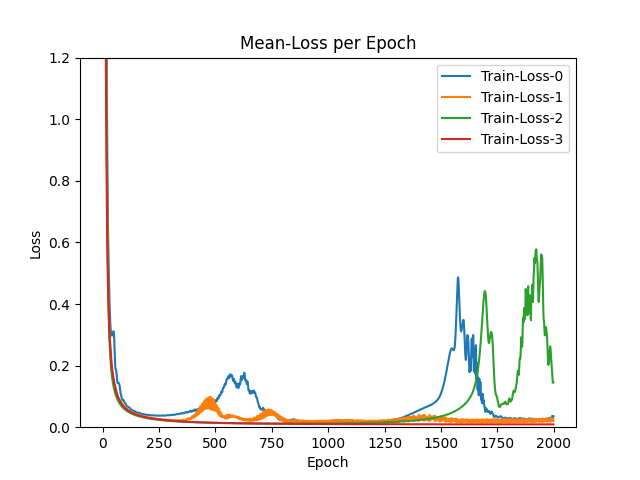 Mean-Loss per Epoch
1.2
1.0
0.8
0.6
0.4
0.2
0.0
Loss
Train-Loss-0
Train-Loss-1
Train-Loss-2
Train-Loss-3
0 250 500 750 1000 1250 1500 1750 2000
Epoch